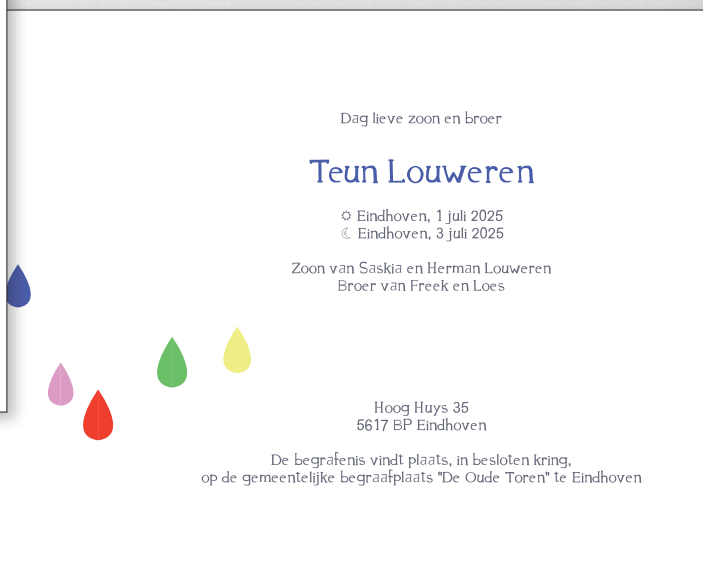 Dag lieve zoon en broer
Teun Louweren
☼ Eindhoven, 1 juli 2025
☾ Eindhoven, 3 juli 2025
Zoon van Saskia en Herman Louweren
Broer van Freek en Loes
Hoog Huys 35
5617 BP Eindhoven
De begrafenis vindt plaats, in besloten kring,
op de gemeentelijke begraafplaats "De Oude Toren" te Eindhoven